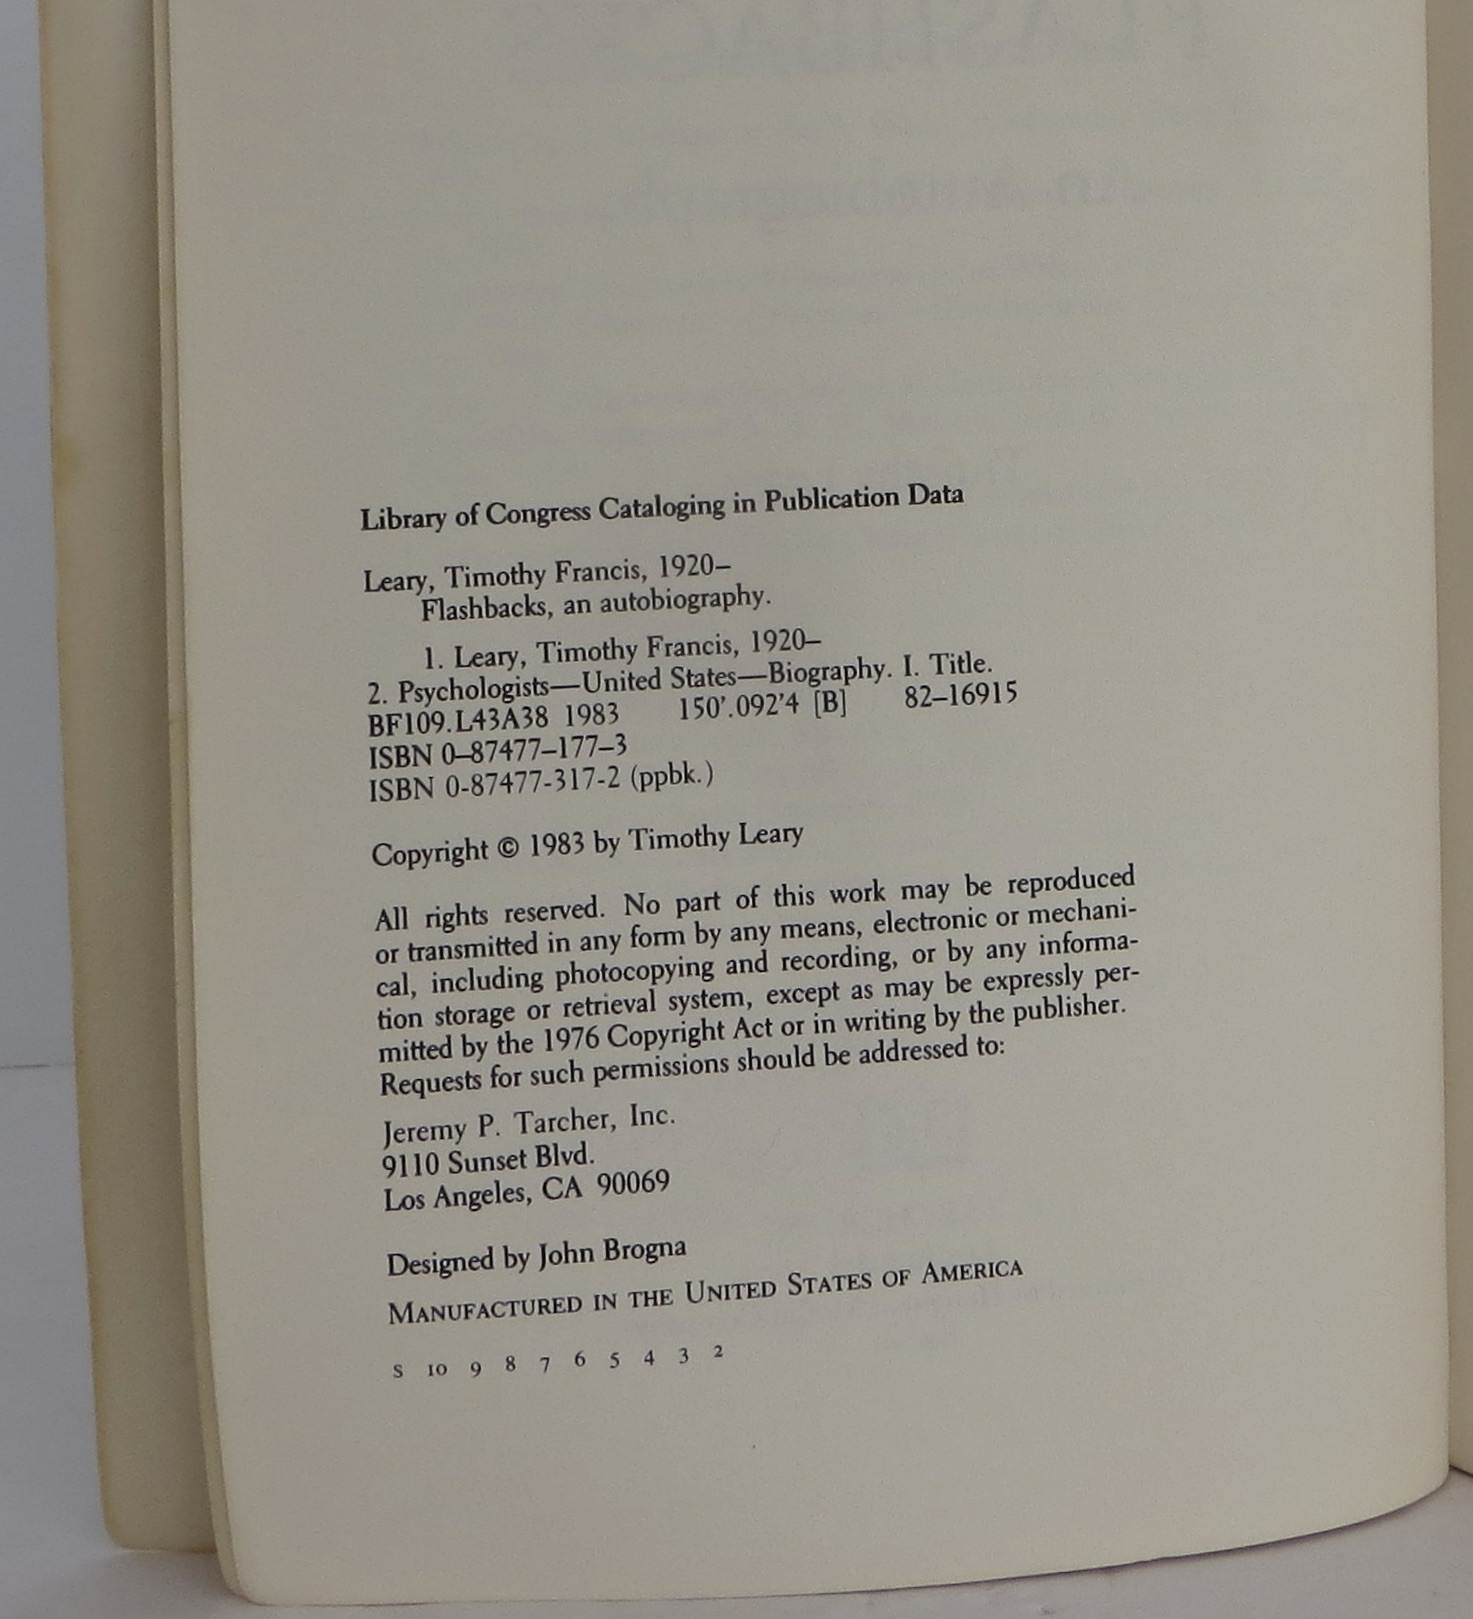 Library of Congress Cataloging in Publication Data
Leary, Timothy Francis, 1920–
Flashbacks, an autobiography.
1. Leary, Timothy Francis, 1920–
2. Psychologists—United States—Biography. I. Title.
BF109.L43A38 1983 150'.092'4 [B] 82–16915
ISBN 0–87477–177–3
ISBN 0-87477-317-2 (ppbk.)
Copyright © 1983 by Timothy Leary
All rights reserved. No part of this work may be reproduced
or transmitted in any form by any means, electronic or mechani-
cal, including photocopying and recording, or by any informa-
tion storage or retrieval system, except as may be expressly per-
mitted by the 1976 Copyright Act or in writing by the publisher.
Requests for such permissions should be addressed to:
Jeremy P. Tarcher, Inc.
9110 Sunset Blvd.
Los Angeles, CA 90069
Designed by John Brogna
MANUFACTURED IN THE UNITED STATES OF AMERICA
S 10 9 8 7 6 5 4 3 2